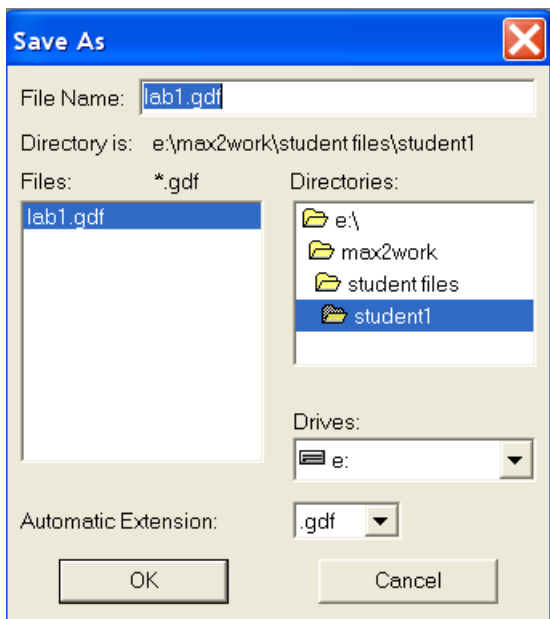 Save As
File Name: lab1.gdf
Directory is: e:\max2work\student files\student1
Files: *.gdf Directories:
lab1.gdf
e:\
max2work
student files
student1
Drives:
e:
Automatic Extension: .gdf
OK Cancel